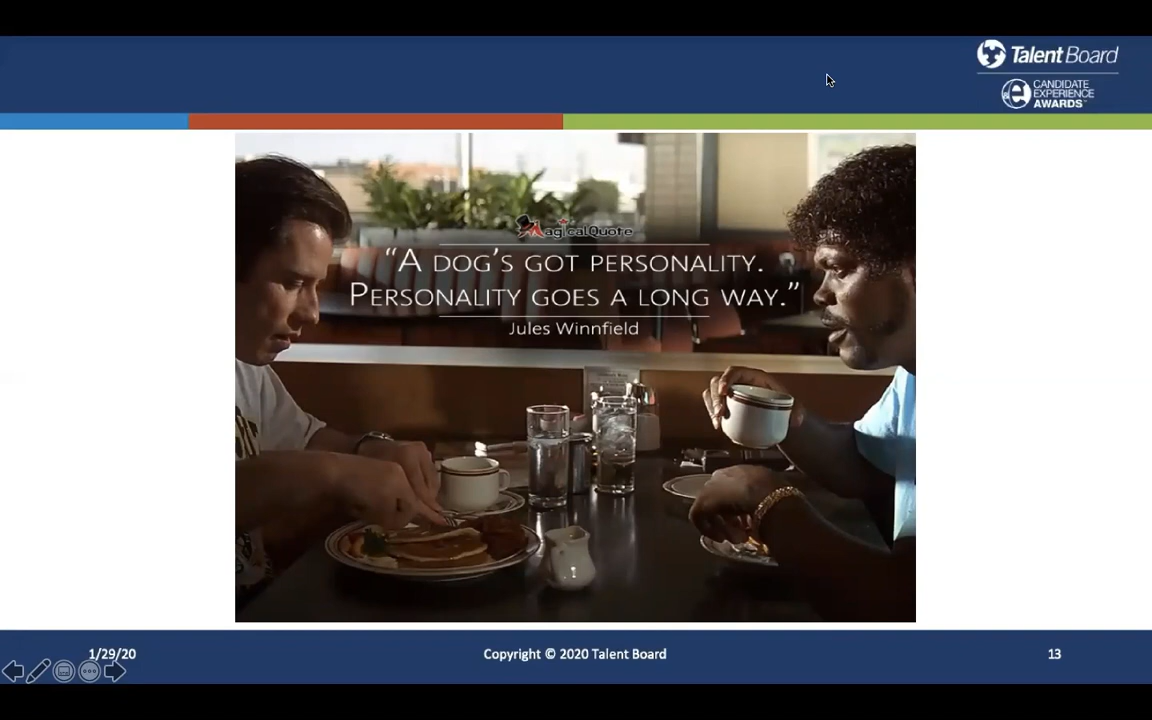 Talent Board
CANDIDATE
EXPERIENCE
AWARDS
MagicalQuote
“A DOG’S GOT PERSONALITY.
PERSONALITY GOES A LONG WAY.”
Jules Winnfield
1/29/20
Copyright © 2020 Talent Board
13